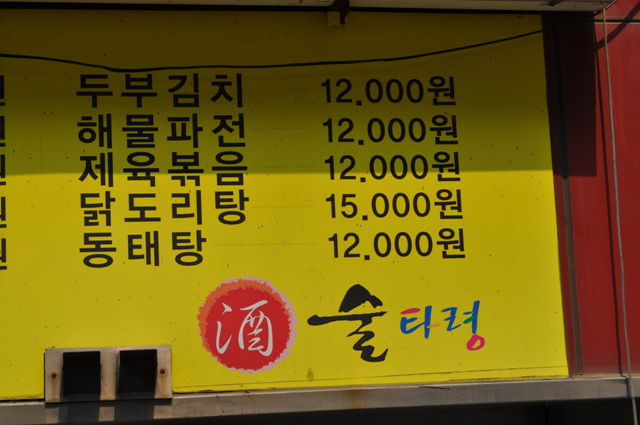 두부김치 12.000원
해물파전 12.000원
제육볶음 12.000원
닭도리탕 15.000원
동태탕 12.000원
酒 술타령